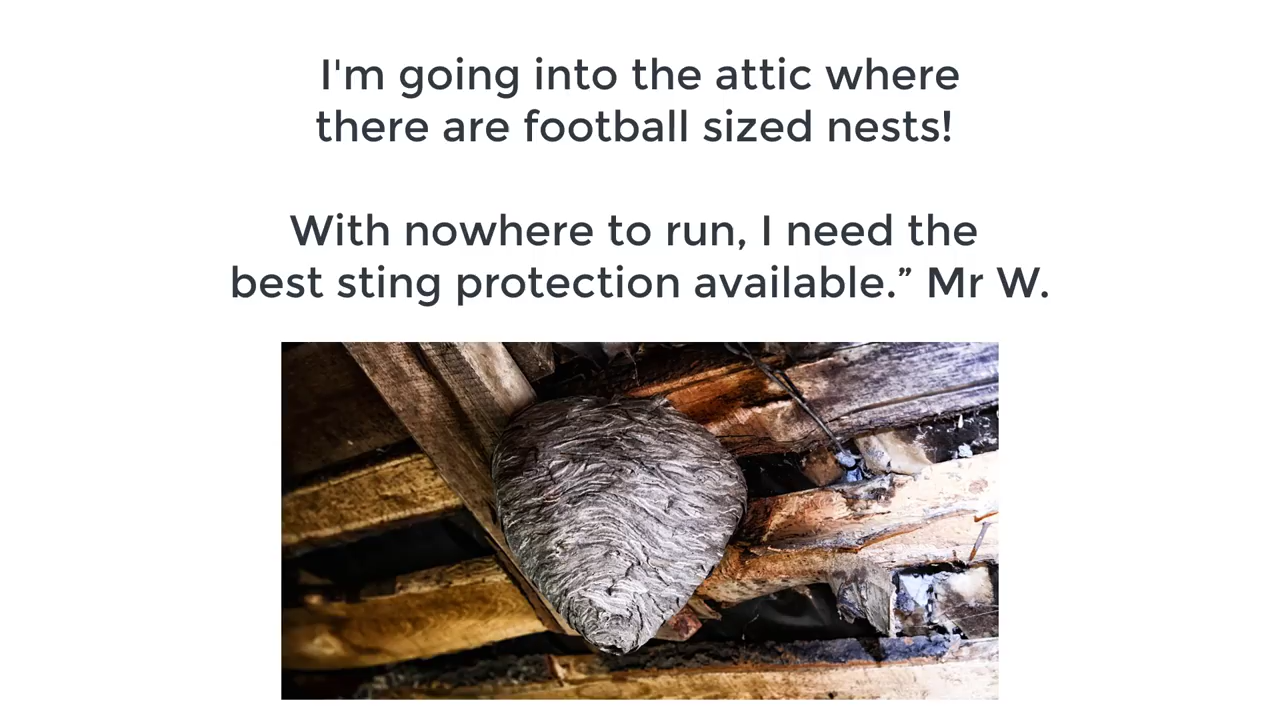 I'm going into the attic where
there are football sized nests!
With nowhere to run, I need the
best sting protection available.” Mr W.